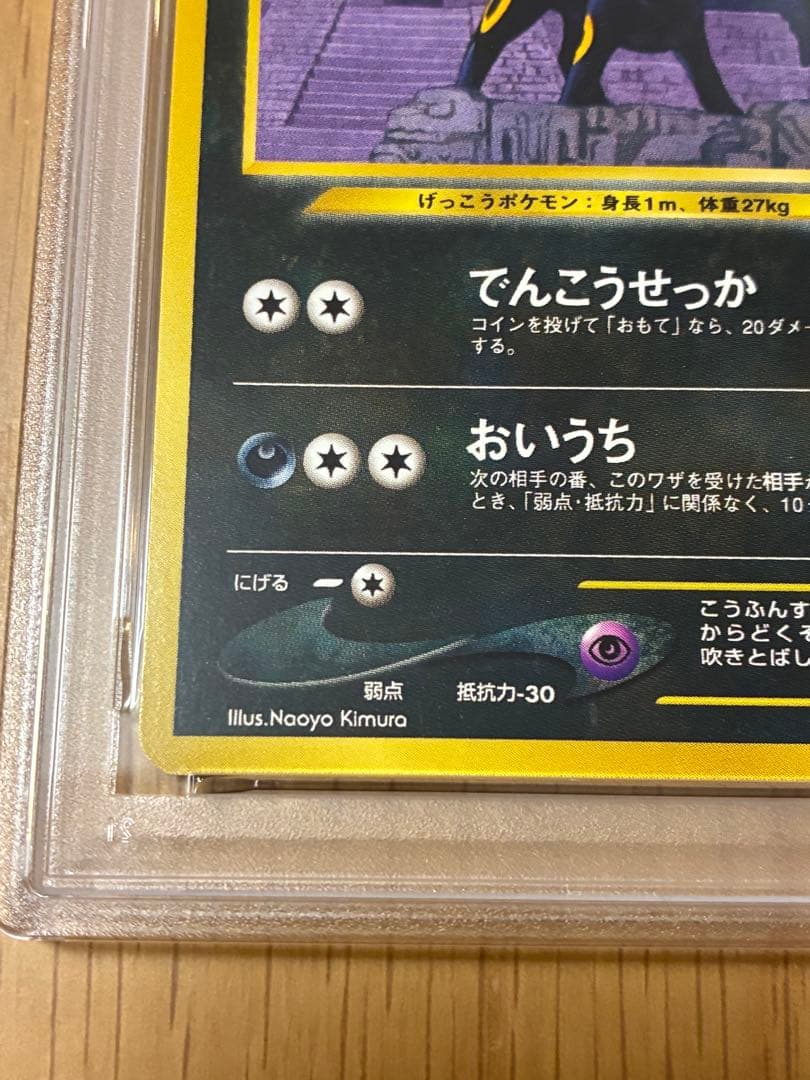 げっこうポケモン：身長1m、体重27kg
でんこうせっか
コインを投げて「おもて」なら、20ダメー
する。
おいうち
次の相手の番、このワザを受けた相手が
とき、「弱点・抵抗力」に関係なく、10
にげる
こうふんす
からどくそ
吹きとばし
弱点 抵抗力-30
Illus.Naoyo Kimura